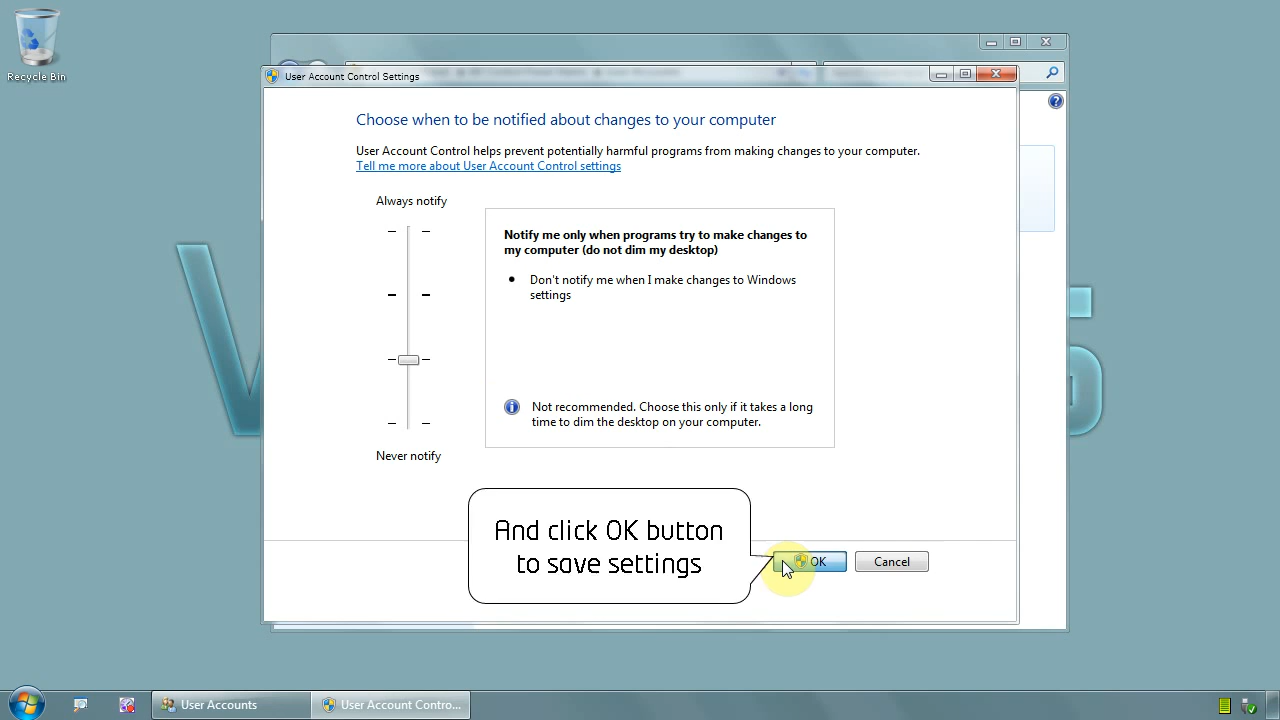 Recycle Bin
User Account Control Settings
Choose when to be notified about changes to your computer
User Account Control helps prevent potentially harmful programs from making changes to your computer.
Tell me more about User Account Control settings
Always notify
Notify me only when programs try to make changes to
my computer (do not dim my desktop)
Don't notify me when I make changes to Windows
settings
Not recommended. Choose this only if it takes a long
time to dim the desktop on your computer.
Never notify
And click OK button
to save settings
OK
Cancel
User Accounts
User Account Contro...